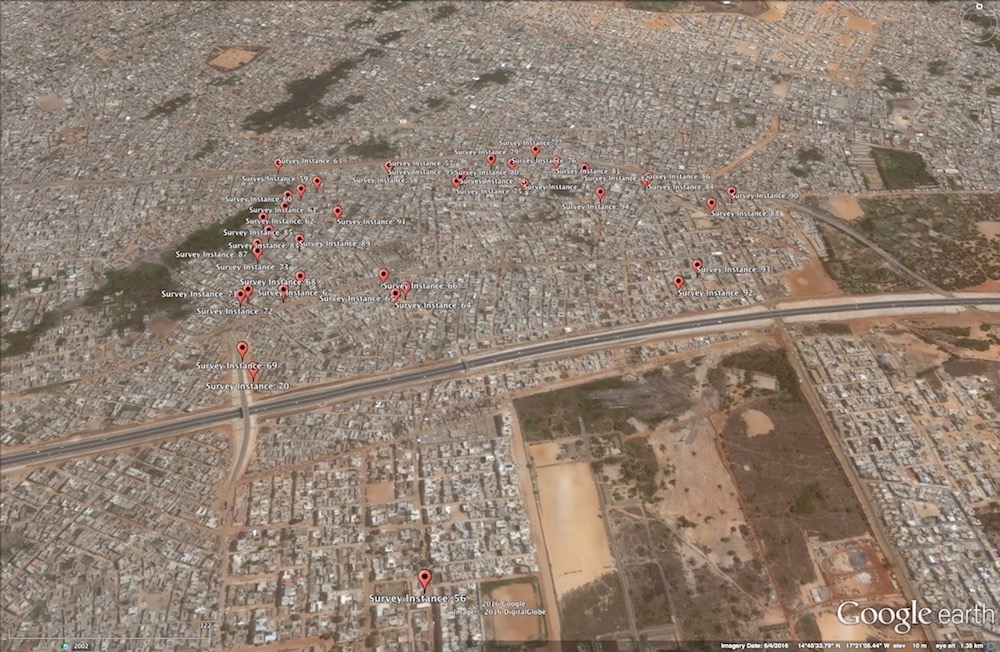 Survey Instance: 79
Survey Instance: 63
Survey Instance: 57
Survey Instance: 76
Survey Instance: 59
Survey Instance: 58
Survey Instance: 86
Survey Instance: 75
Survey Instance: 78
Survey Instance: 84
Survey Instance: 90
Survey Instance: 60
Survey Instance: 94
Survey Instance: 61
Survey Instance: 88
Survey Instance: 62
Survey Instance: 91
Survey Instance: 85
Survey Instance: 89
Survey Instance: 87
Survey Instance: 73
Survey Instance: 93
Survey Instance: 68
Survey Instance: 66
Survey Instance: 67
Survey Instance: 92
Survey Instance: 64
Survey Instance: 72
Survey Instance: 69
Survey Instance: 70
Survey Instance: 56
2016 Google
Image © 2016 DigitalGlobe
Google earth
2002
Imagery Date: 6/6/2016 14°45'33.79" N 17°21'05.44" W elev 10 m eye alt 1.35 km